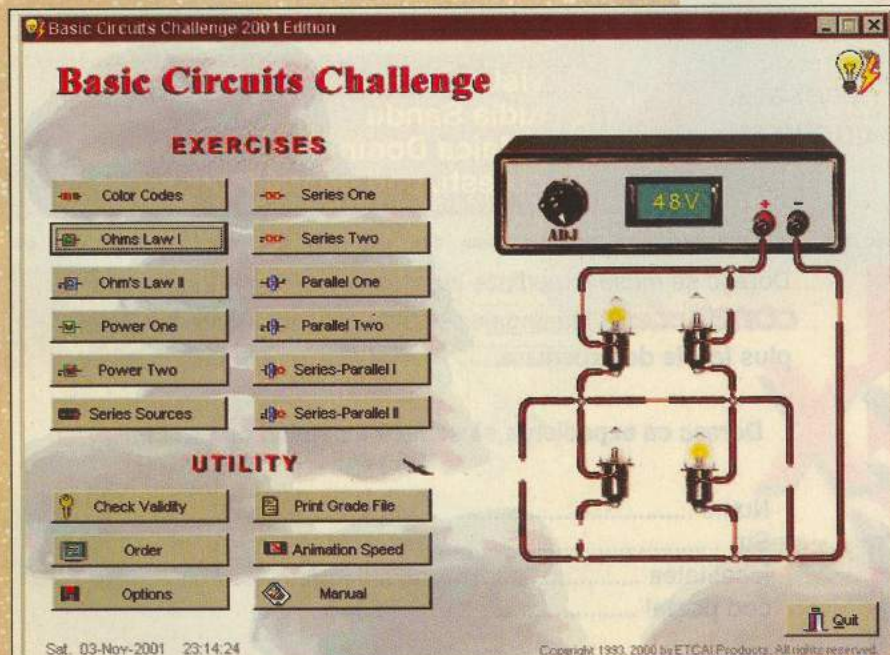 Basic Circuits Challenge 2001 Edition
Basic Circuits Challenge
EXERCISES
Color Codes
Series One
Ohms Law I
Series Two
Ohm's Law II
Parallel One
Power One
Parallel Two
Power Two
Series-Parallel I
Series Sources
Series-Parallel II
UTILITY
Check Validity
Print Grade File
Order
Animation Speed
Options
Manual
48V
ADJ
+ -
Quit
Sat, 03-Nov-2001 23:14:24
Copyright 1993, 2000 by ETCAI Products. All rights reserved.